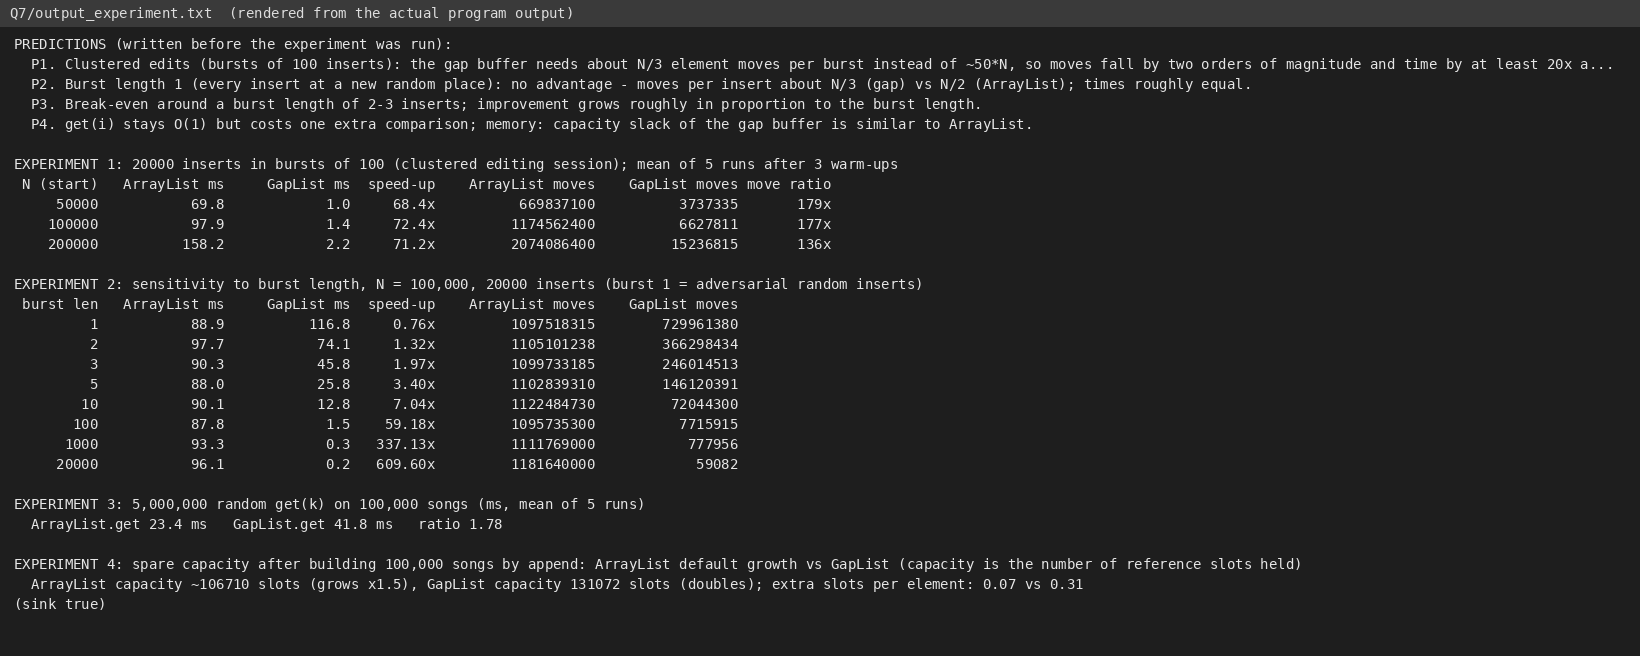 Q7/output_experiment.txt  (rendered from the actual program output)
PREDICTIONS (written before the experiment was run):
  P1. Clustered edits (bursts of 100 inserts): the gap buffer needs about N/3 element moves per burst instead of ~50*N, so moves fall by two orders of magnitude and time by at least 20x a...
  P2. Burst length 1 (every insert at a new random place): no advantage - moves per insert about N/3 (gap) vs N/2 (ArrayList); times roughly equal.
  P3. Break-even around a burst length of 2-3 inserts; improvement grows roughly in proportion to the burst length.
  P4. get(i) stays O(1) but costs one extra comparison; memory: capacity slack of the gap buffer is similar to ArrayList.
EXPERIMENT 1: 20000 inserts in bursts of 100 (clustered editing session); mean of 5 runs after 3 warm-ups
 N (start)   ArrayList ms     GapList ms  speed-up    ArrayList moves    GapList moves move ratio
     50000           69.8            1.0     68.4x          669837100          3737335       179x
    100000           97.9            1.4     72.4x         1174562400          6627811       177x
    200000          158.2            2.2     71.2x         2074086400         15236815       136x
EXPERIMENT 2: sensitivity to burst length, N = 100,000, 20000 inserts (burst 1 = adversarial random inserts)
 burst len   ArrayList ms     GapList ms  speed-up    ArrayList moves    GapList moves
         1           88.9          116.8     0.76x         1097518315        729961380
         2           97.7           74.1     1.32x         1105101238        366298434
         3           90.3           45.8     1.97x         1099733185        246014513
         5           88.0           25.8     3.40x         1102839310        146120391
        10           90.1           12.8     7.04x         1122484730         72044300
       100           87.8            1.5    59.18x         1095735300          7715915
      1000           93.3            0.3   337.13x         1111769000           777956
     20000           96.1            0.2   609.60x         1181640000            59082
EXPERIMENT 3: 5,000,000 random get(k) on 100,000 songs (ms, mean of 5 runs)
  ArrayList.get 23.4 ms   GapList.get 41.8 ms   ratio 1.78
EXPERIMENT 4: spare capacity after building 100,000 songs by append: ArrayList default growth vs GapList (capacity is the number of reference slots held)
  ArrayList capacity ~106710 slots (grows x1.5), GapList capacity 131072 slots (doubles); extra slots per element: 0.07 vs 0.31
(sink true)